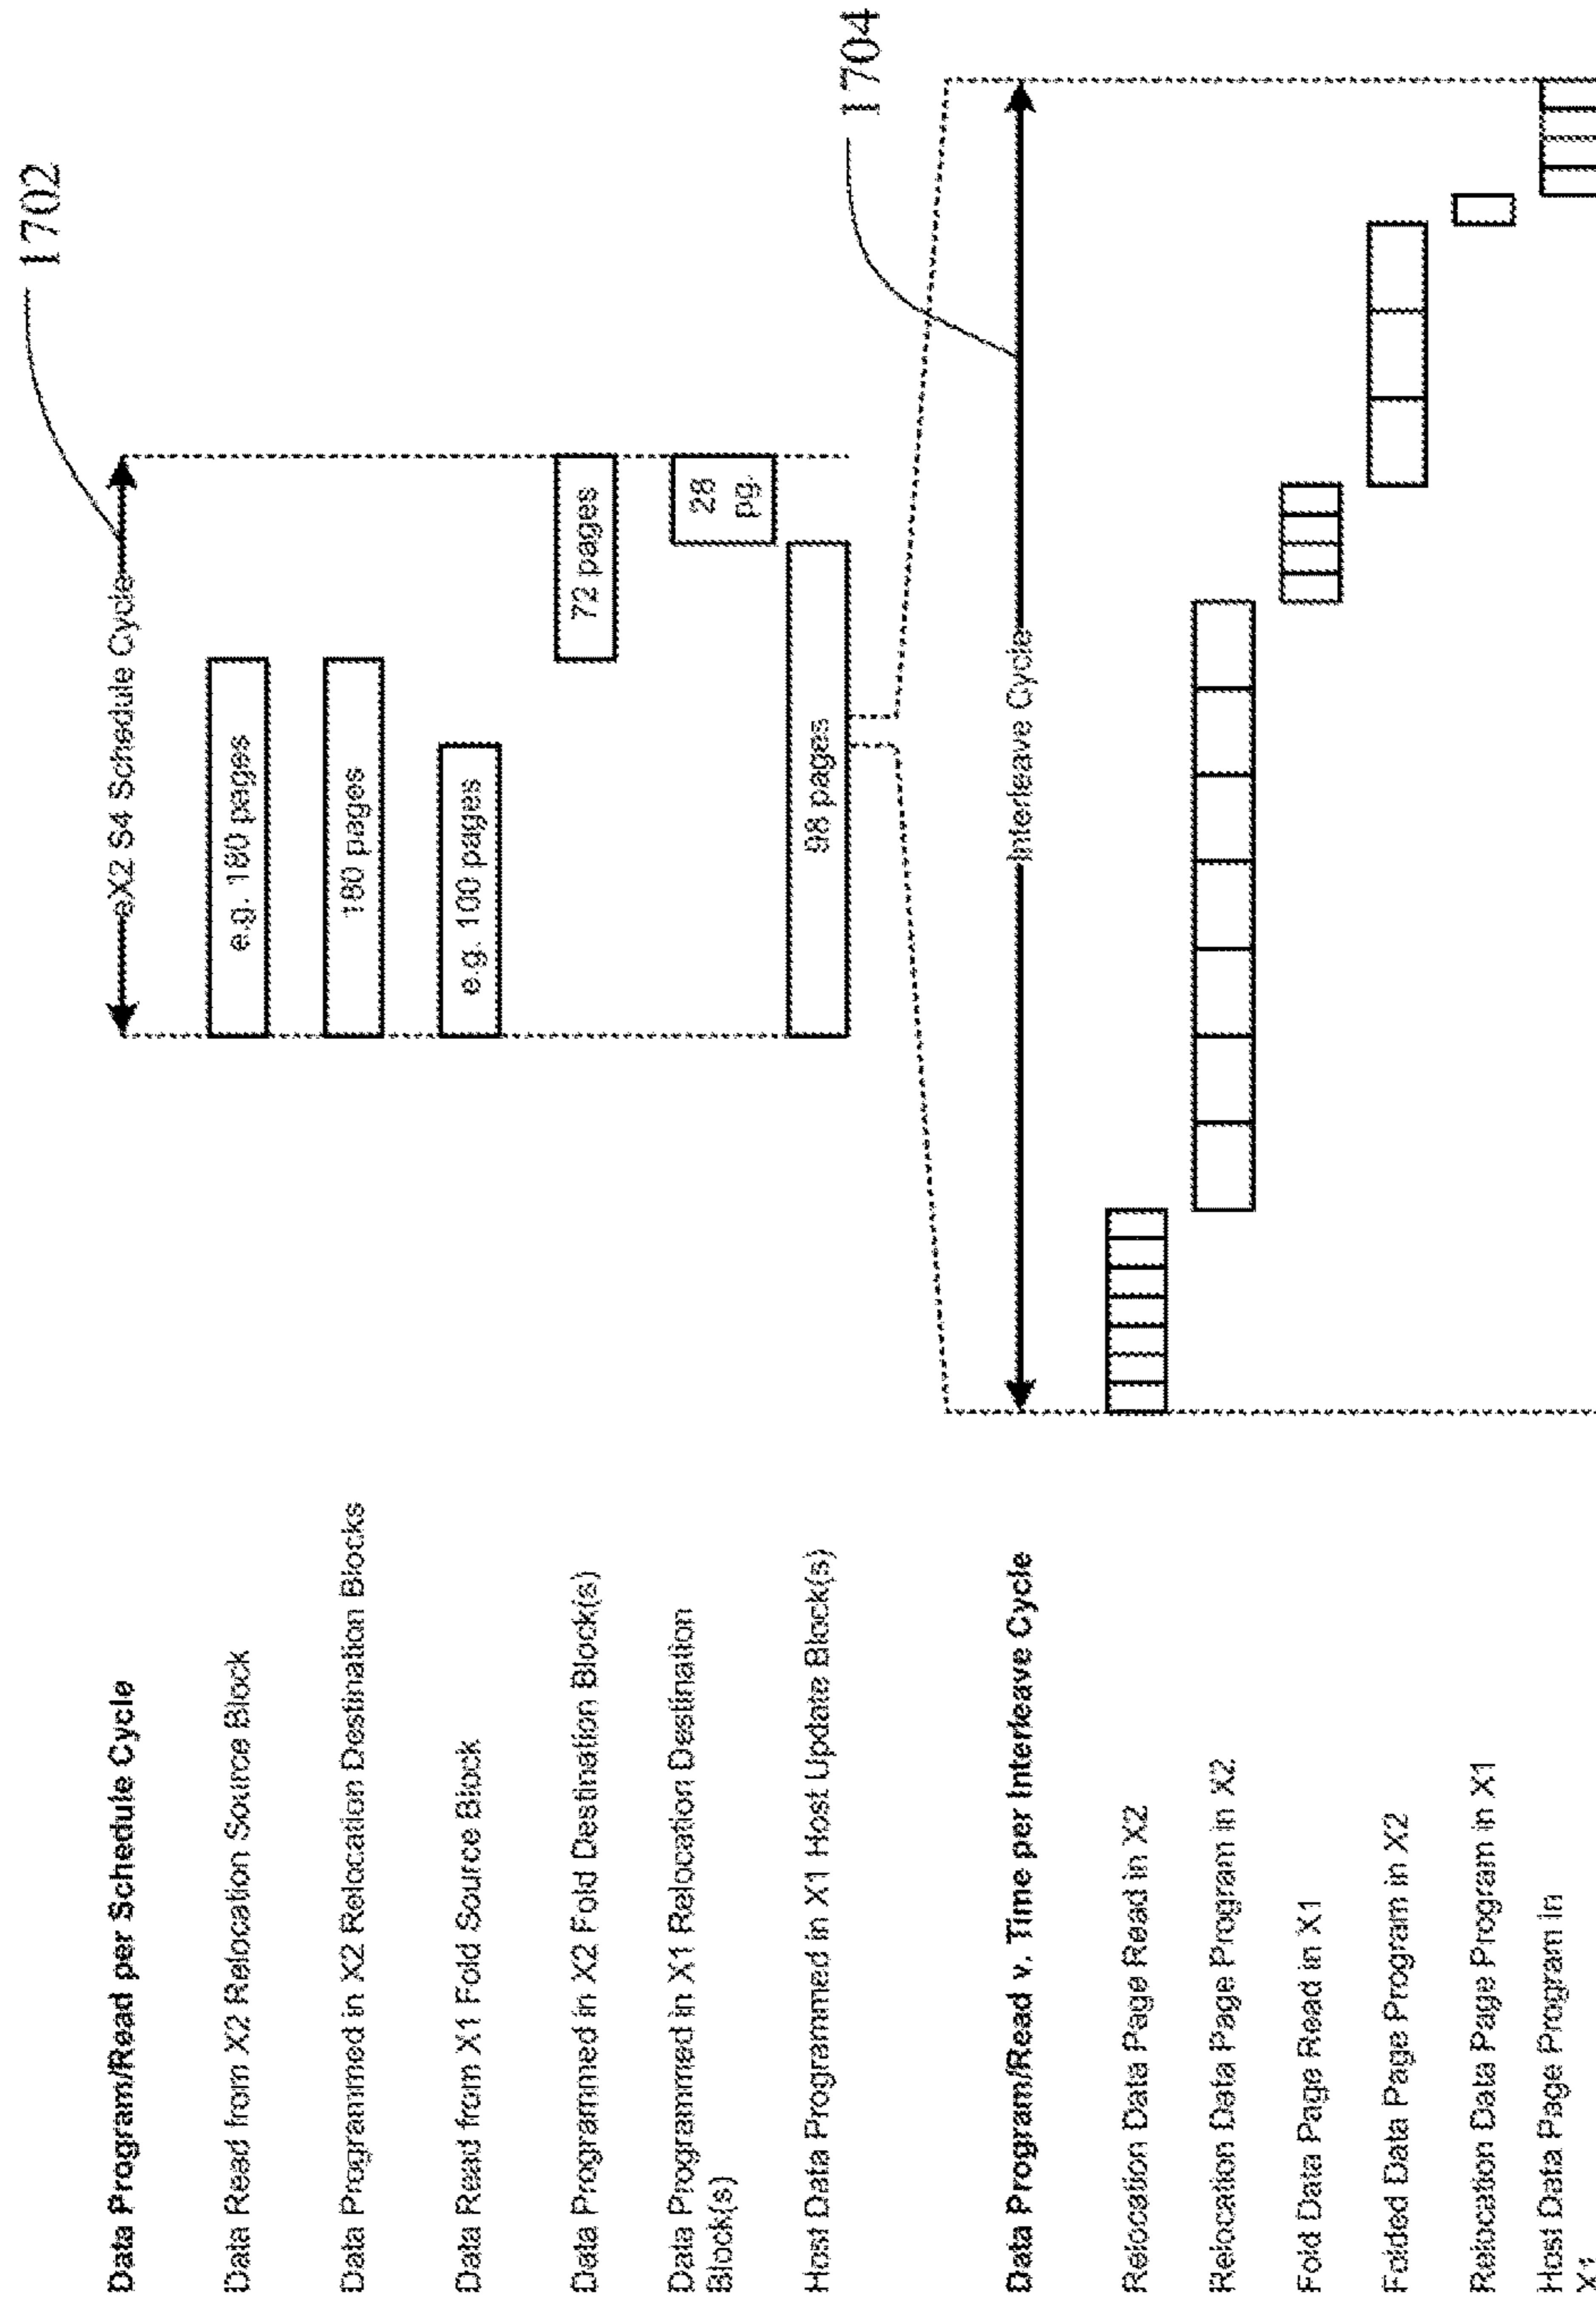 1702
eX2 S4 Schedule Cycle
Data Program/Read per Schedule Cycle
Data Read from X2 Relocation Source Block
e.g. 180 pages
Data Programmed in X2 Relocation Destination Blocks
180 pages
Data Read from X1 Fold Source Block
e.g. 100 pages
Data Programmed in X2 Fold Destination Block(s)
72 pages
Data Programmed in X1 Relocation Destination
Block(s)
28
pg.
Host Data Programmed in X1 Host Update Block(s)
98 pages
1704
Data Program/Read v. Time per Interleave Cycle
Interleave Cycle
Relocation Data Page Read in X2
Relocation Data Page Program in X2
Fold Data Page Read in X1
Folded Data Page Program in X2
Relocation Data Page Program in X1
Host Data Page Program in
X1